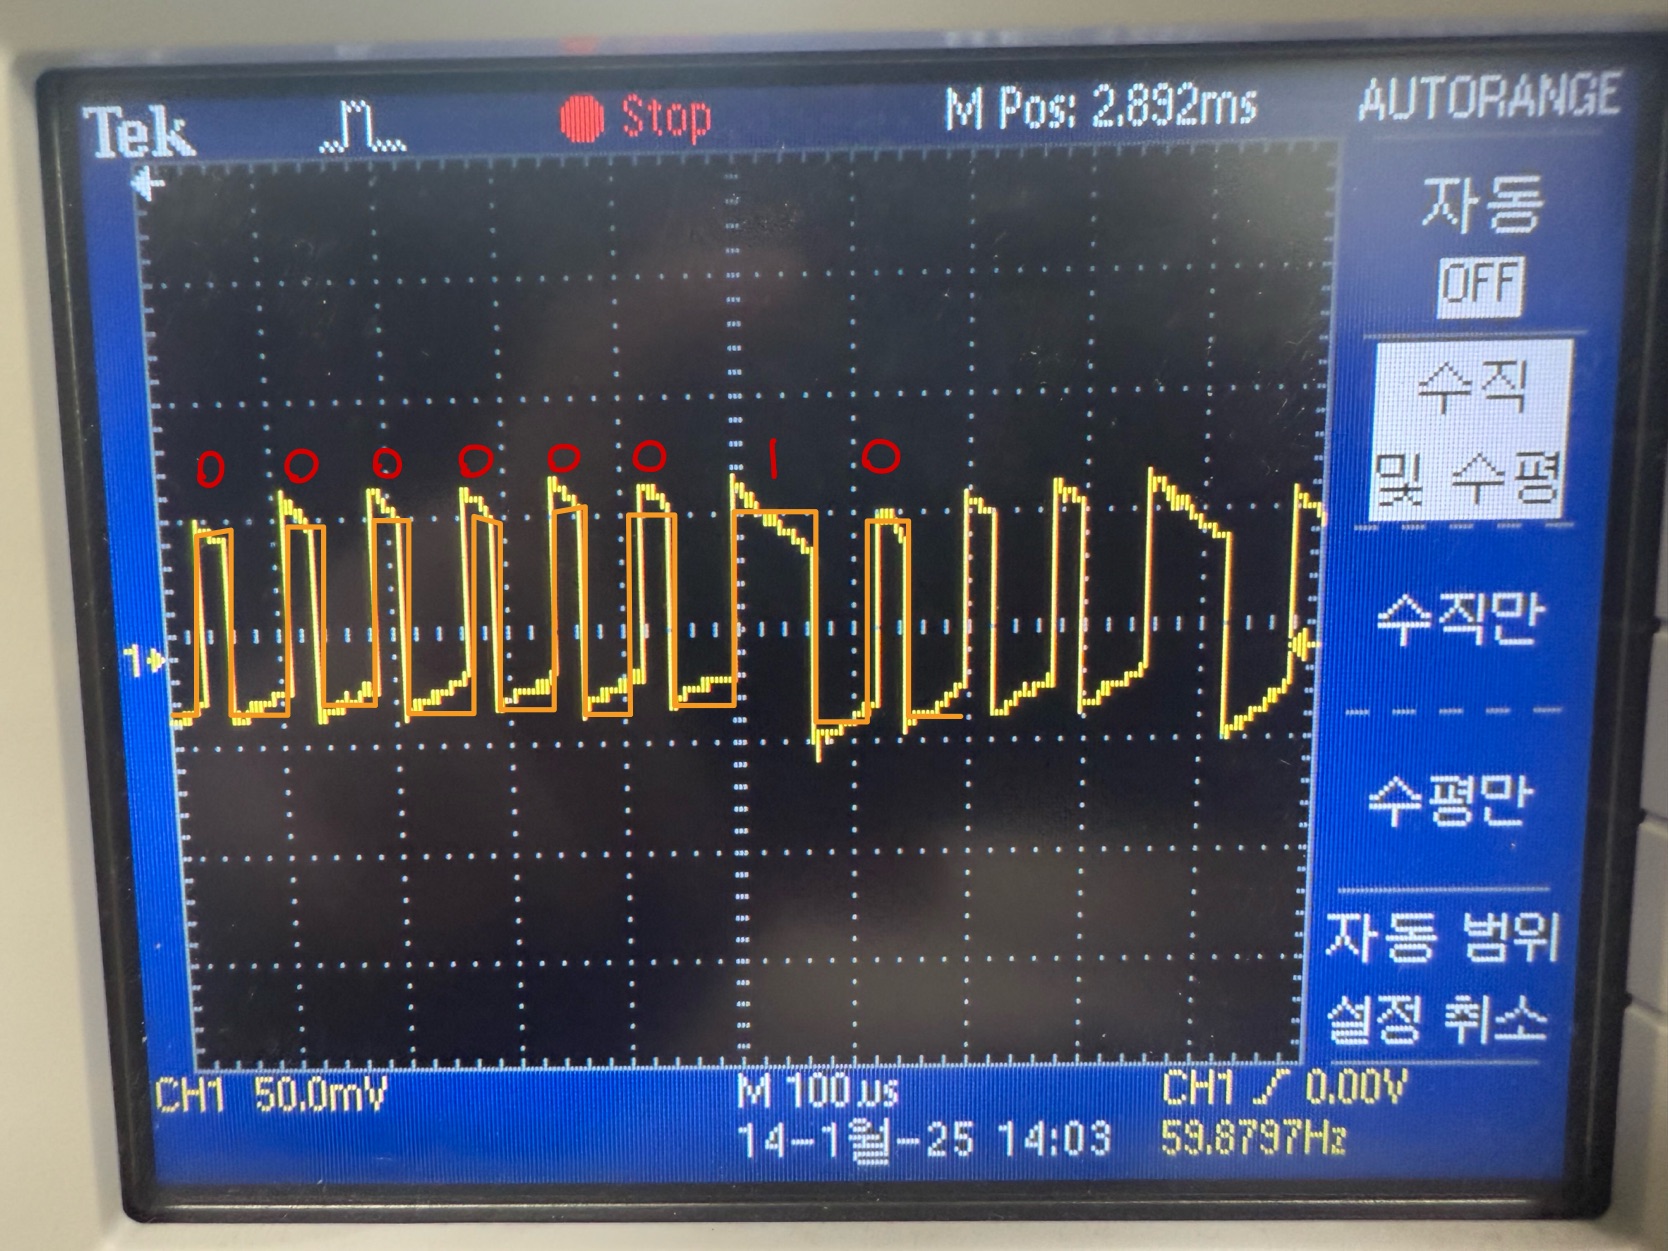 Tek Stop M Pos: 2.892ms AUTORANGE
자동
OFF
수직
및 수평
0 0 0 0 0 0 1 0
수직만
1
수평만
자동 범위
설정 취소
CH1 50.0mV M 100µs CH1 0.00V
14-1월-25 14:03 59.8797Hz